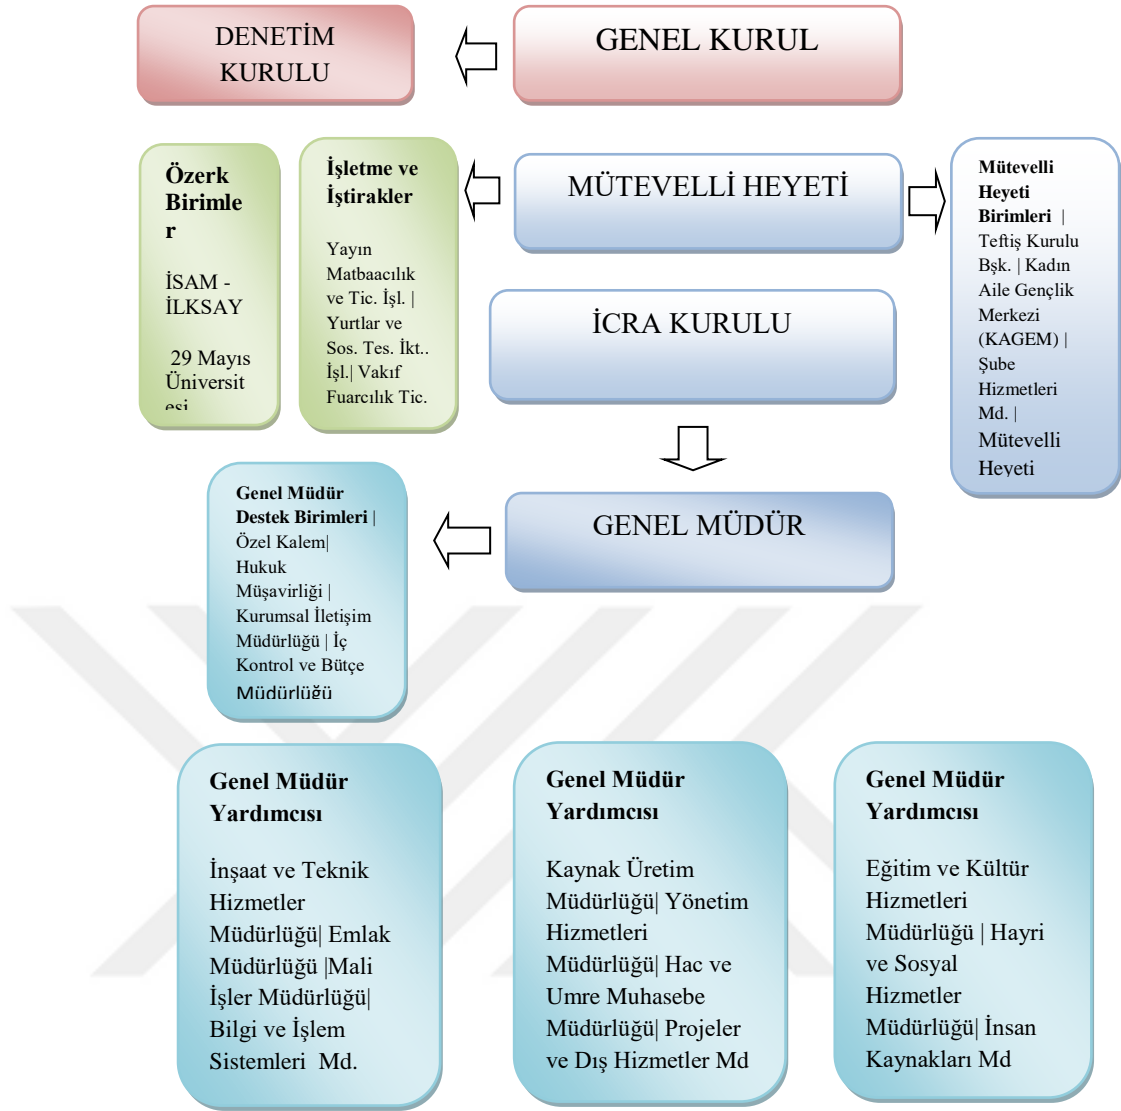 DENETİM
KURULU
GENEL KURUL
Özerk
Birimle
r
İSAM -
İLKSAY
29 Mayıs
Üniversit
esi
İşletme ve
İştirakler
Yayın
Matbaacılık
ve Tic. İşl. |
Yurtlar ve
Sos. Tes. İkt..
İşl.| Vakıf
Fuarcılık Tic.
MÜTEVELLİ HEYETİ
Mütevelli
Heyeti
Birimleri |
Teftiş Kurulu
Bşk. | Kadın
Aile Gençlik
Merkezi
(KAGEM) |
Şube
Hizmetleri
Md. |
Mütevelli
Heyeti
İCRA KURULU
Genel Müdür
Destek Birimleri |
Özel Kalem|
Hukuk
Müşavirliği |
Kurumsal İletişim
Müdürlüğü | İç
Kontrol ve Bütçe
Müdürlüğü
GENEL MÜDÜR
Genel Müdür
Yardımcısı
İnşaat ve Teknik
Hizmetler
Müdürlüğü| Emlak
Müdürlüğü |Mali
İşler Müdürlüğü|
Bilgi ve İşlem
Sistemleri Md.
Genel Müdür
Yardımcısı
Kaynak Üretim
Müdürlüğü| Yönetim
Hizmetleri
Müdürlüğü| Hac ve
Umre Muhasebe
Müdürlüğü| Projeler
ve Dış Hizmetler Md
Genel Müdür
Yardımcısı
Eğitim ve Kültür
Hizmetleri
Müdürlüğü | Hayri
ve Sosyal
Hizmetler
Müdürlüğü| İnsan
Kaynakları Md